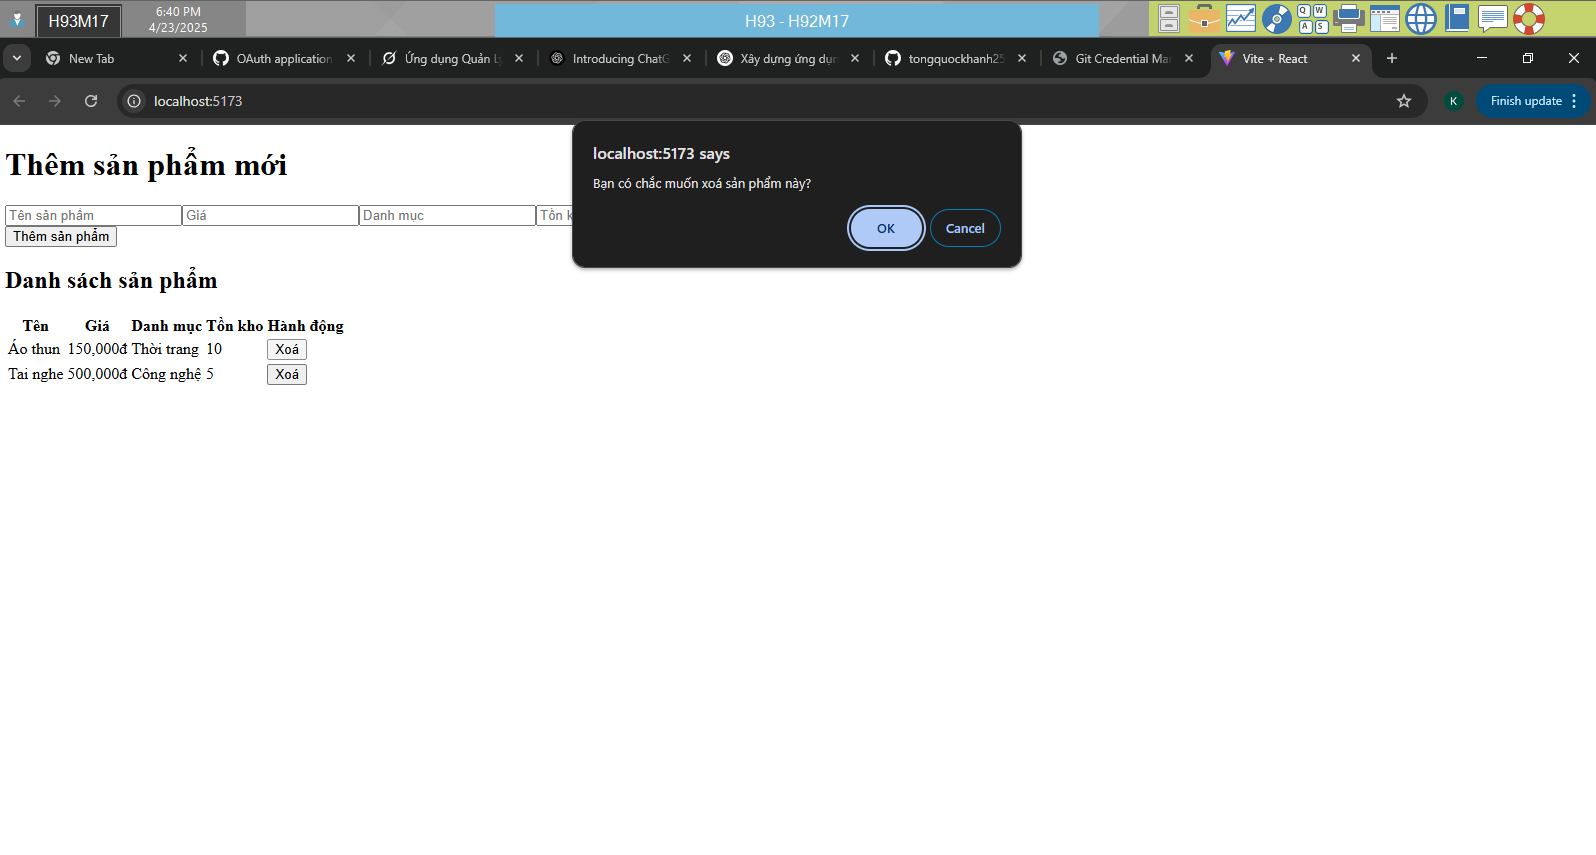 H93M17
6:40 PM
4/23/2025
H93 - H92M17
Q W
A S
New Tab
OAuth application
Ứng dụng Quản L
Introducing ChatG
Xây dựng ứng dụn
tongquockhanh25
Git Credential Ma
Vite + React
localhost:5173
K
Finish update
localhost:5173 says
Bạn có chắc muốn xoá sản phẩm này?
OK
Cancel
Thêm sản phẩm mới
Tên sản phẩm
Giá
Danh mục
Tồn k
Thêm sản phẩm
Danh sách sản phẩm
Tên Giá Danh mục Tồn kho Hành động
Áo thun 150,000đ Thời trang 10 Xoá
Tai nghe 500,000đ Công nghệ 5 Xoá